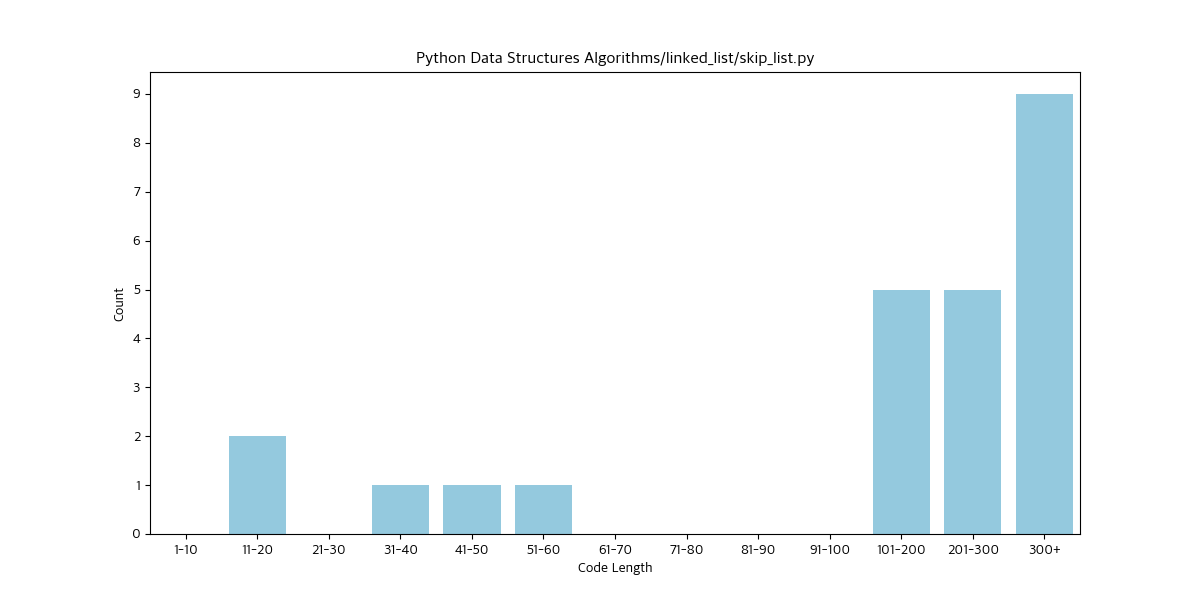 Python Data Structures Algorithms/linked_list/skip_list.py
9
8
7
6
5
4
3
2
1
0
Count
1-10 11-20 21-30 31-40 41-50 51-60 61-70 71-80 81-90 91-100 101-200 201-300 300+
Code Length